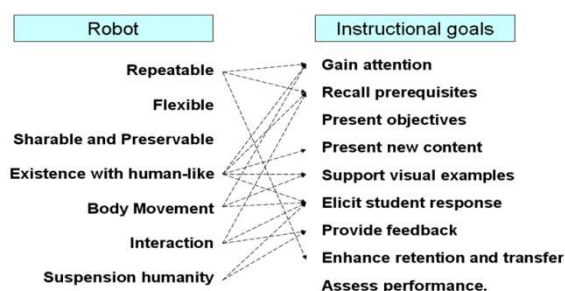 Robot
Instructional goals
Repeatable
Flexible
Sharable and Preservable
Existence with human-like
Body Movement
Interaction
Suspension humanity
Gain attention
Recall prerequisites
Present objectives
Present new content
Support visual examples
Elicit student response
Provide feedback
Enhance retention and transfer
Assess performance.